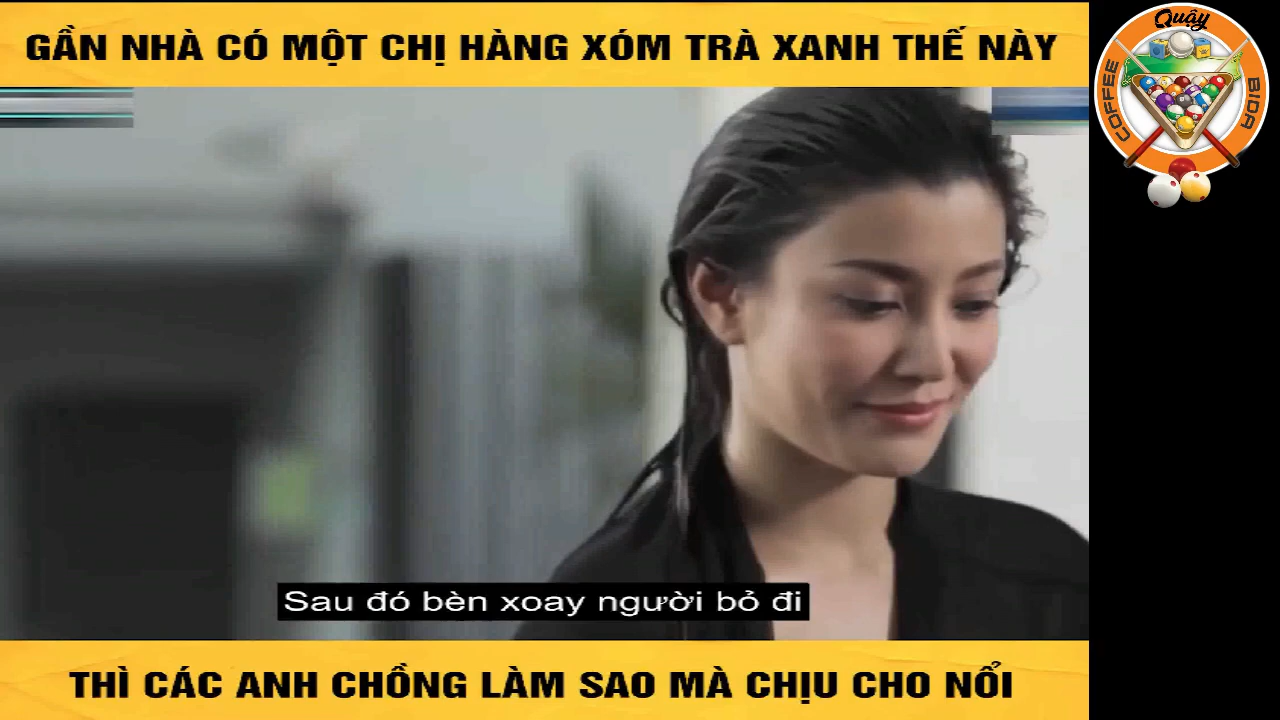 GẦN NHÀ CÓ MỘT CHỊ HÀNG XÓM TRÀ XANH THẾ NÀY
Quậy
COFFEE
BIDA
Sau đó bèn xoay người bỏ đi
THÌ CÁC ANH CHỒNG LÀM SAO MÀ CHỊU CHO NỔI